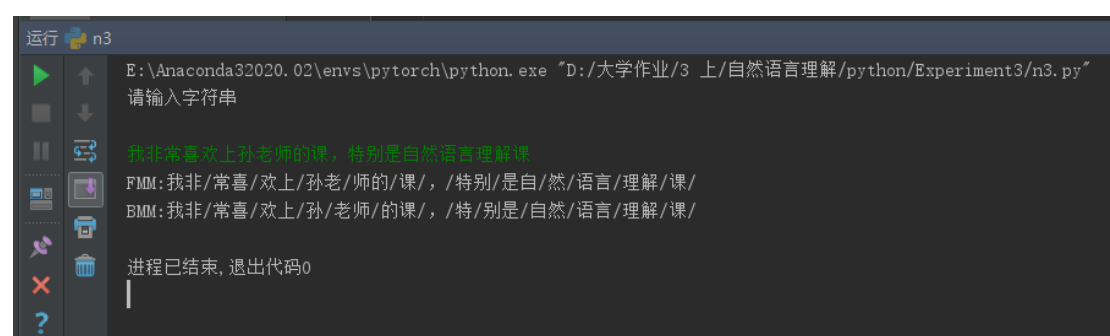 运行 n3
E:\Anaconda32020.02\envs\pytorch\python.exe "D:/大学作业/3 上/自然语言理解/python/Experiment3/n3.py"
请输入字符串
我非常喜欢上孙老师的课，特别是自然语言理解课
FMM:我非/常喜/欢上/孙老/师的/课/，/特别/是自/然/语言/理解/课/
BMM:我非/常喜/欢上/孙/老师/的课/，/特/别是/自然/语言/理解/课/
进程已结束,退出代码0